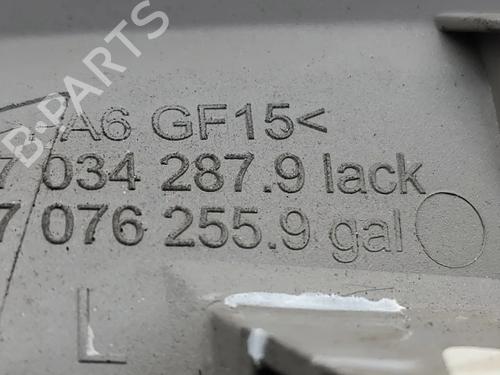 B-PARTS
A6 GF15<
7 034 287.9 lack
7 076 255.9 gal
L